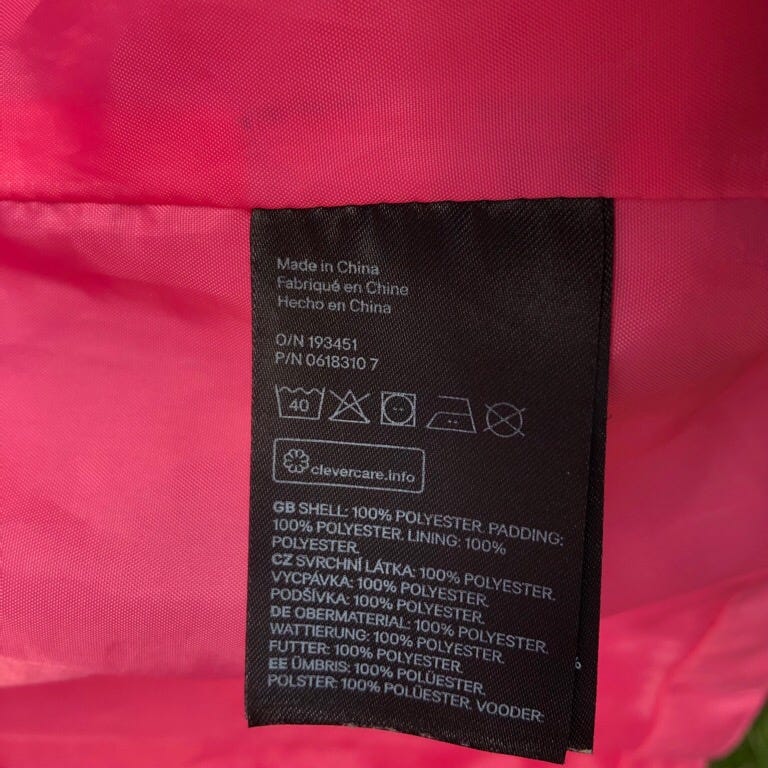 Made in China
Fabriqué en Chine
Hecho en China
O/N 193451
P/N 0618310 7
40
clevercare.info
GB SHELL: 100% POLYESTER. PADDING:
100% POLYESTER. LINING: 100%
POLYESTER.
CZ SVRCHNÍ LÁTKA: 100% POLYESTER.
VYCPÁVKA: 100% POLYESTER.
PODŠÍVKA: 100% POLYESTER.
DE OBERMATERIAL: 100% POLYESTER.
WATTIERUNG: 100% POLYESTER.
FUTTER: 100% POLYESTER.
EE ÜMBRIS: 100% POLÜESTER.
POLSTER: 100% POLÜESTER. VOODER:
%